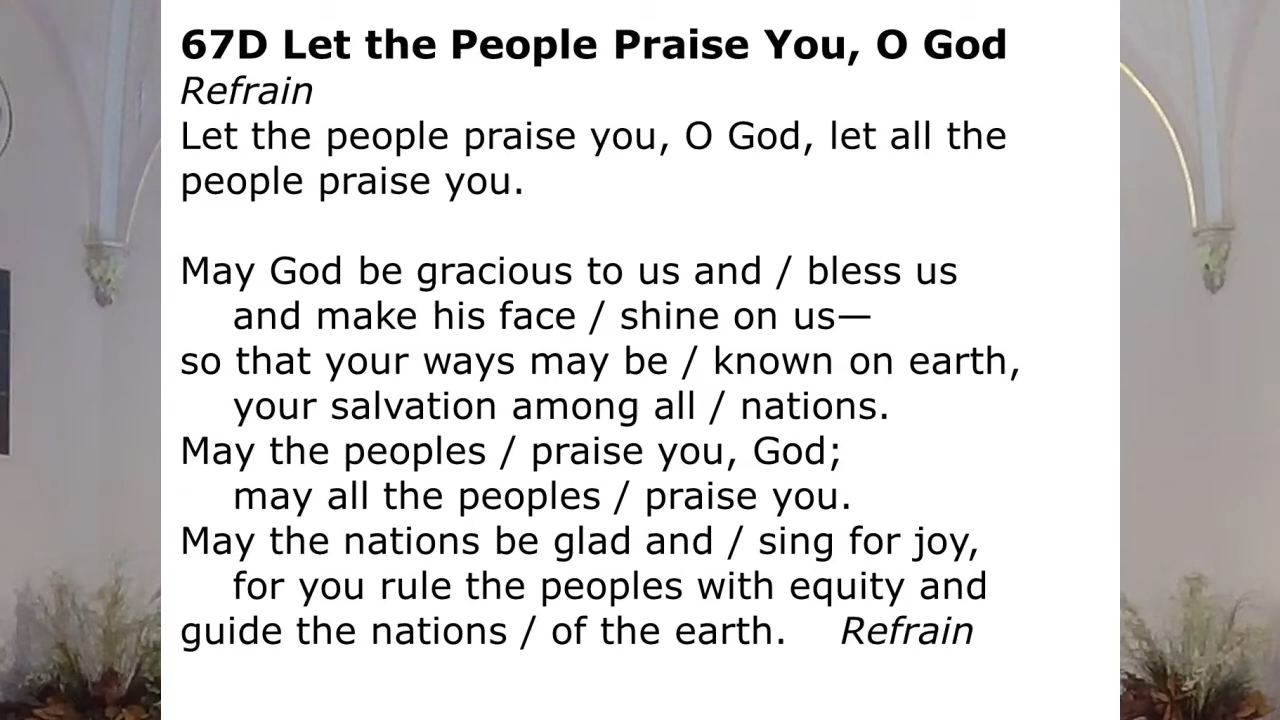 67D Let the People Praise You, O God
Refrain
Let the people praise you, O God, let all the
people praise you.
May God be gracious to us and / bless us
and make his face / shine on us—
so that your ways may be / known on earth,
your salvation among all / nations.
May the peoples / praise you, God;
may all the peoples / praise you.
May the nations be glad and / sing for joy,
for you rule the peoples with equity and
guide the nations / of the earth. Refrain